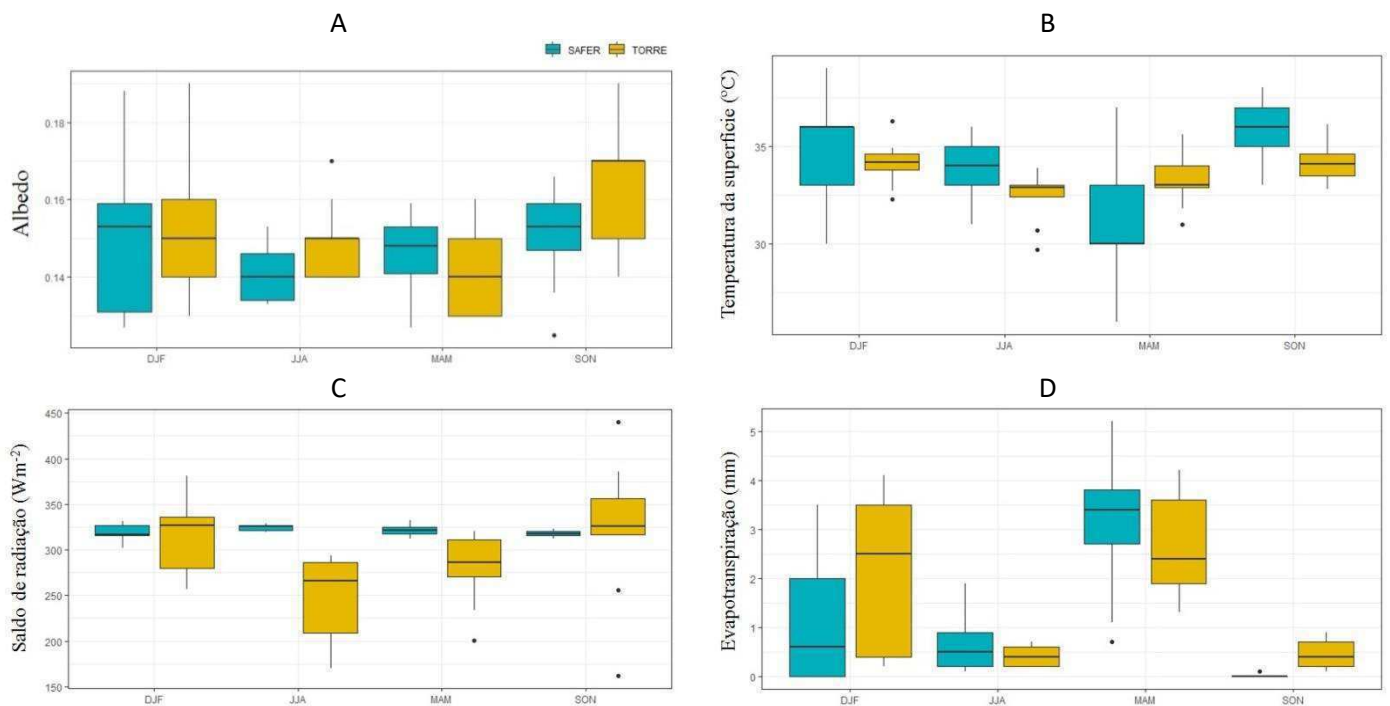 A
SAFER TORRE
Albedo
0.18
0.16
0.14
DJF JJA MAM SON
B
Temperatura da superfície (ºC)
35
30
DJF JJA MAM SON
C
Saldo de radiação (Wm-2)
450
400
350
300
250
200
150
DJF JJA MAM SON
D
Evapotranspiração (mm)
5
4
3
2
1
0
DJF JJA MAM SON